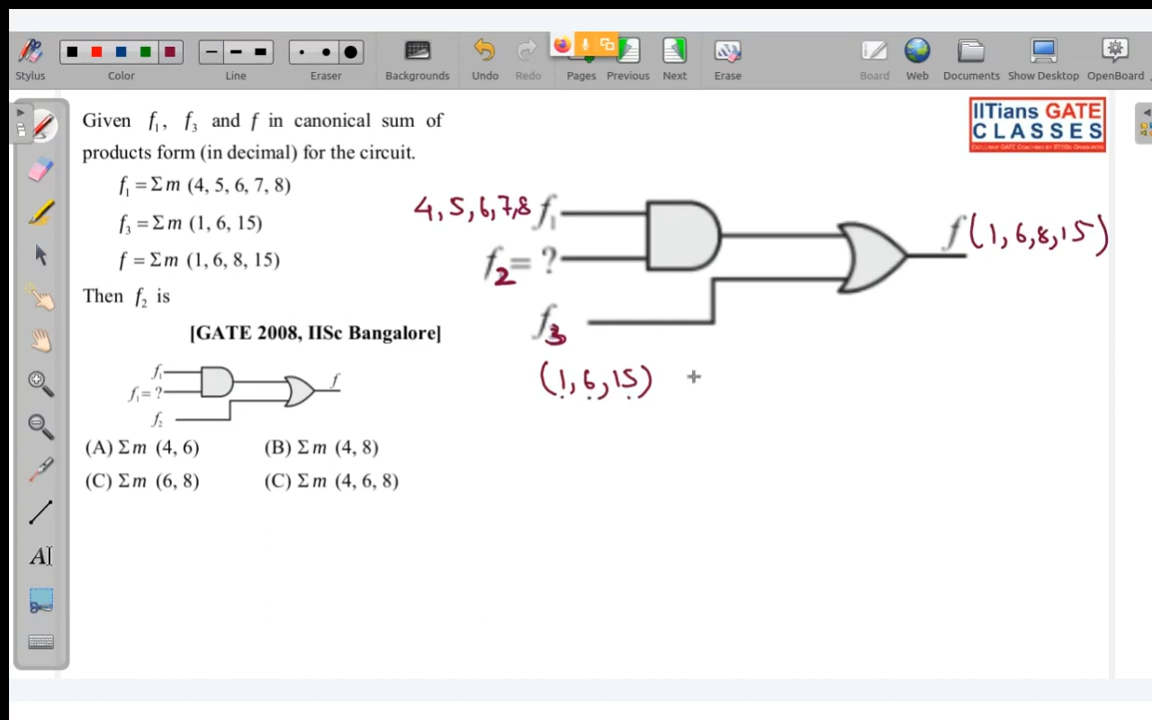 Stylus Color Line Eraser Backgrounds Undo Redo Pages Previous Next Erase Board Web Documents Show Desktop OpenBoard
Given f₁, f₃ and f in canonical sum of
products form (in decimal) for the circuit.
f₁ = Σm (4, 5, 6, 7, 8)
f₃ = Σm (1, 6, 15)
f = Σm (1, 6, 8, 15)
Then f₂ is
[GATE 2008, IISc Bangalore]
f₁
f₁ = ?
f₂
f
(A) Σm (4, 6) (B) Σm (4, 8)
(C) Σm (6, 8) (C) Σm (4, 6, 8)
IITians GATE
CLASSES
4, 5, 6, 7, 8 f₁
f₂ = ?
f₃
(1, 6, 15)
f (1, 6, 8, 15)
AI